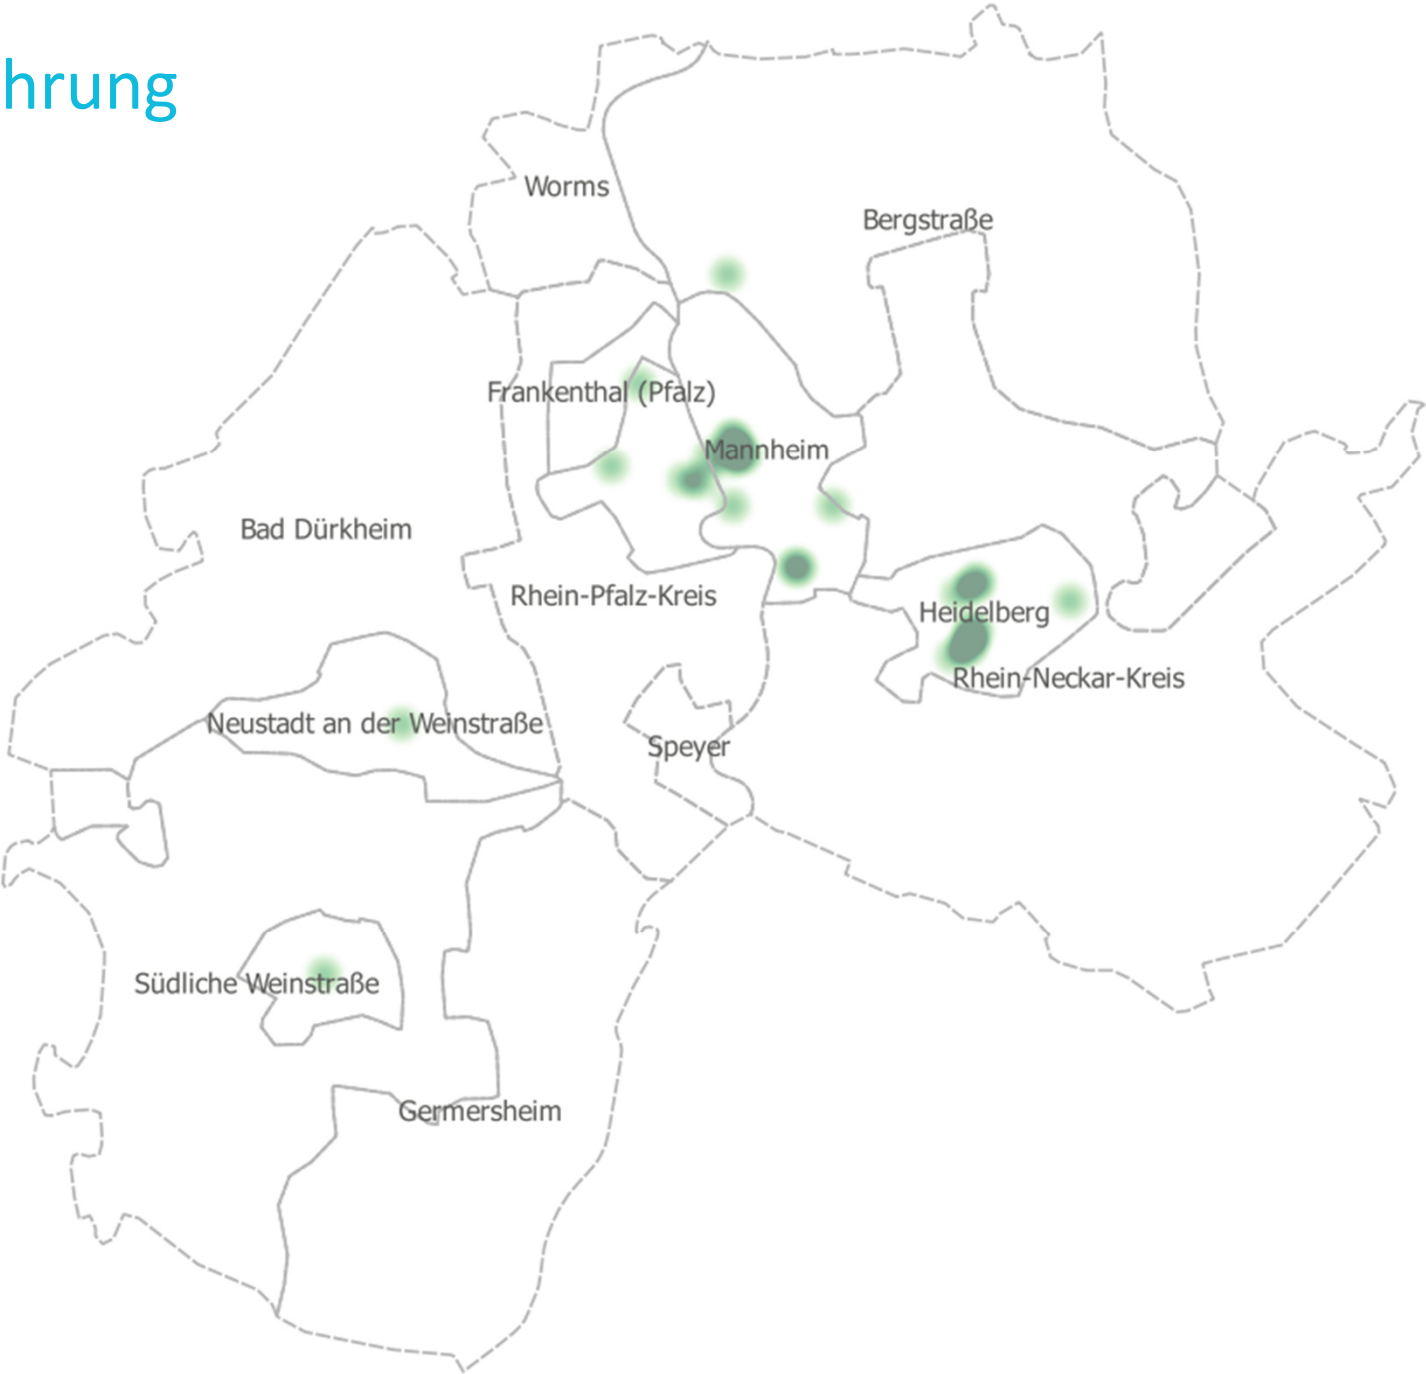 hrung
Worms
Bergstraße
Frankenthal (Pfalz)
Mannheim
Bad Dürkheim
Rhein-Pfalz-Kreis
Heidelberg
Rhein-Neckar-Kreis
Neustadt an der Weinstraße
Speyer
Südliche Weinstraße
Germersheim